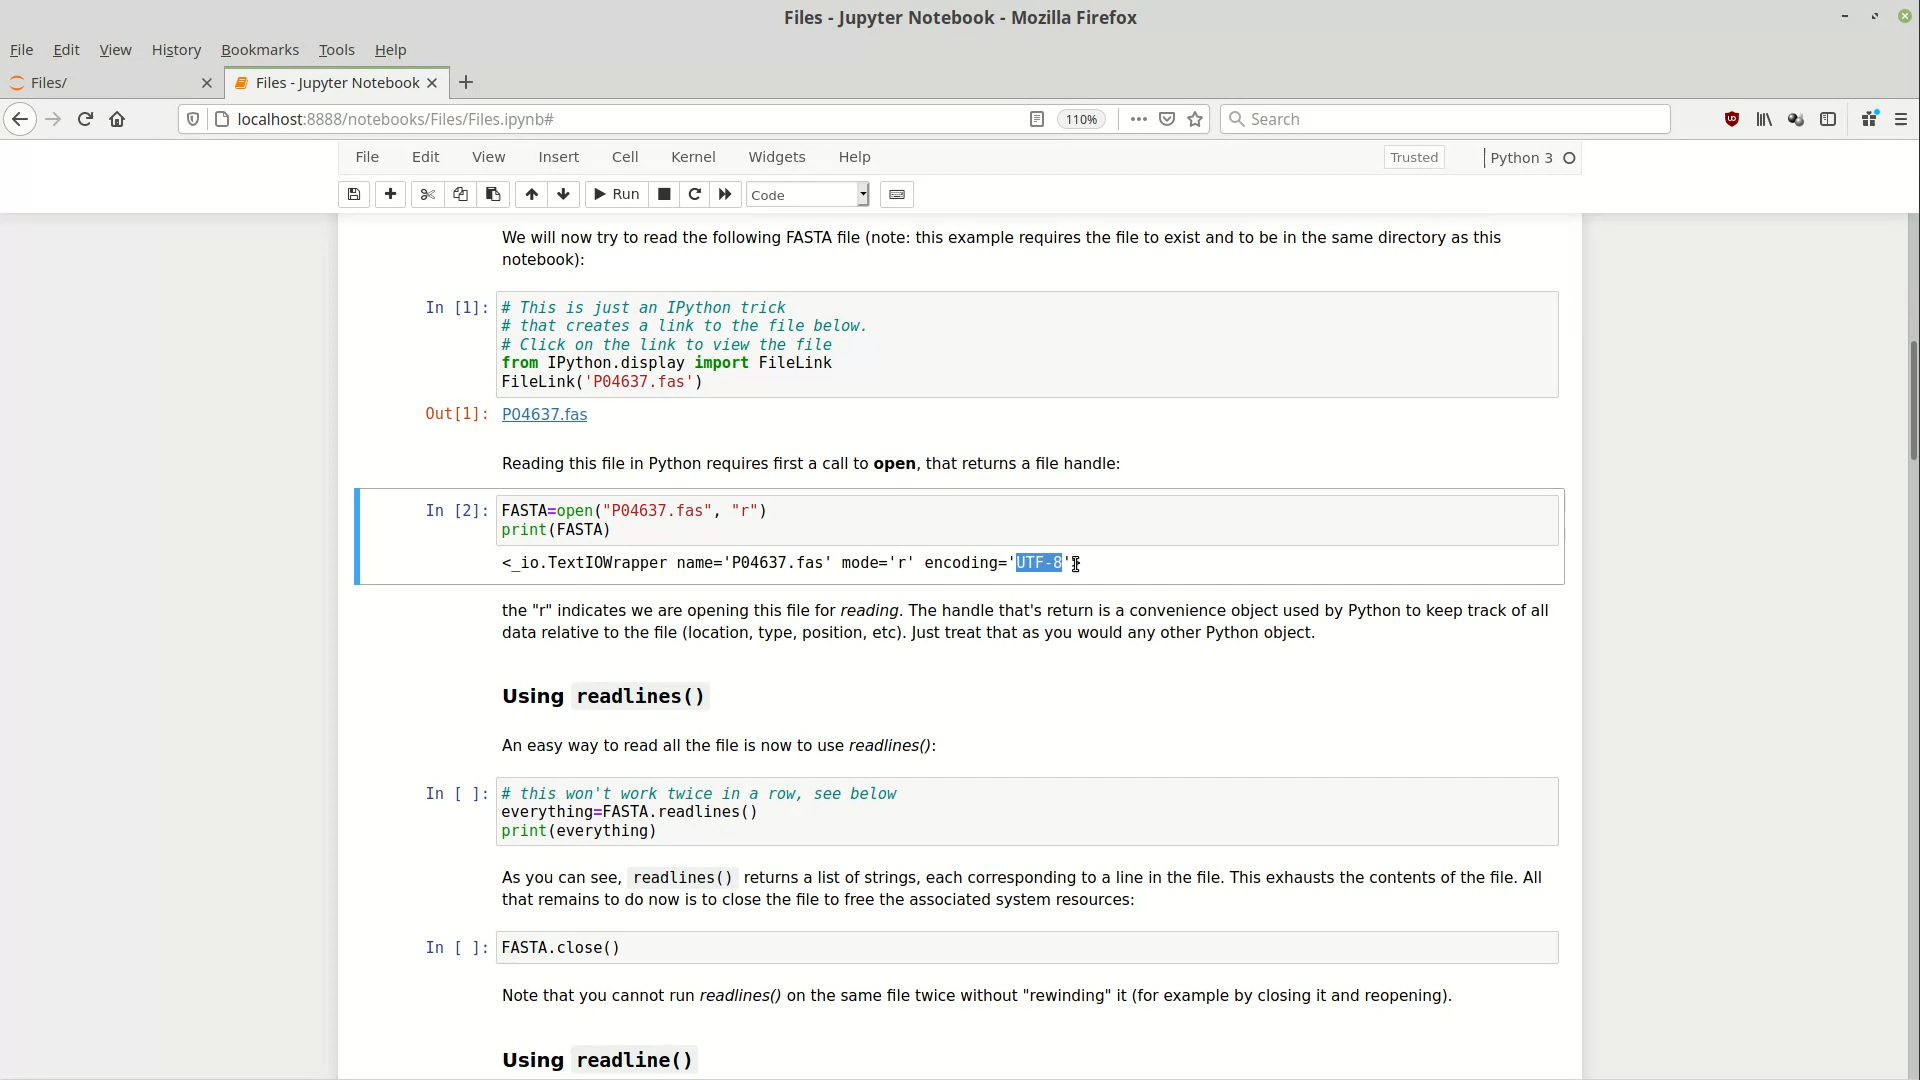 Files - Jupyter Notebook - Mozilla Firefox
File Edit View History Bookmarks Tools Help
Files/
Files - Jupyter Notebook
localhost:8888/notebooks/Files/Files.ipynb#
110%
Search
File Edit View Insert Cell Kernel Widgets Help
Trusted
Python 3
Run
Code
We will now try to read the following FASTA file (note: this example requires the file to exist and to be in the same directory as this
notebook):
In [1]:
# This is just an IPython trick
# that creates a link to the file below.
# Click on the link to view the file
from IPython.display import FileLink
FileLink('P04637.fas')
Out[1]: P04637.fas
Reading this file in Python requires first a call to open, that returns a file handle:
In [2]:
FASTA=open("P04637.fas", "r")
print(FASTA)
<_io.TextIOWrapper name='P04637.fas' mode='r' encoding='UTF-8'>
the "r" indicates we are opening this file for reading. The handle that's return is a convenience object used by Python to keep track of all
data relative to the file (location, type, position, etc). Just treat that as you would any other Python object.
Using readlines()
An easy way to read all the file is now to use readlines():
In [ ]:
# this won't work twice in a row, see below
everything=FASTA.readlines()
print(everything)
As you can see, readlines() returns a list of strings, each corresponding to a line in the file. This exhausts the contents of the file. All
that remains to do now is to close the file to free the associated system resources:
In [ ]: FASTA.close()
Note that you cannot run readlines() on the same file twice without "rewinding" it (for example by closing it and reopening).
Using readline()